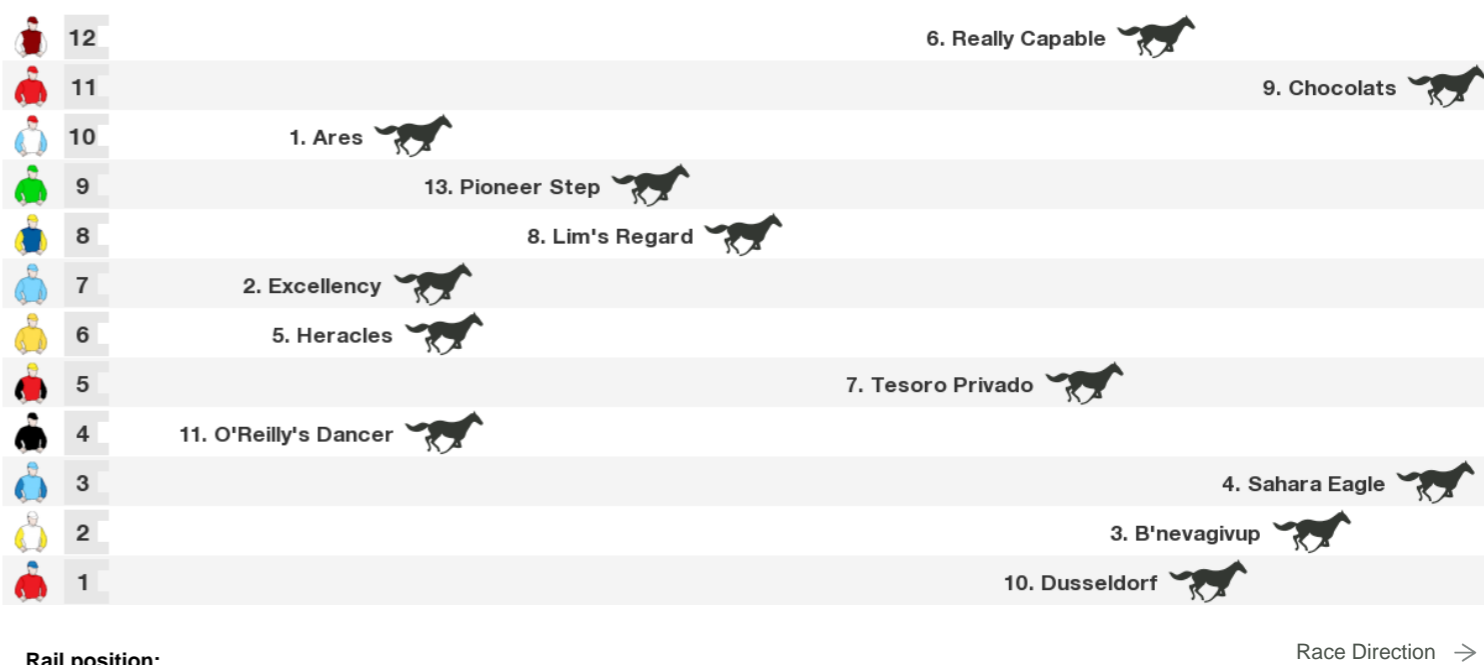 12 6. Really Capable
11 9. Chocolats
10 1. Ares
9 13. Pioneer Step
8 8. Lim's Regard
7 2. Excellency
6 5. Heracles
5 7. Tesoro Privado
4 11. O'Reilly's Dancer
3 4. Sahara Eagle
2 3. B'nevagivup
1 10. Dusseldorf
Race Direction →
Rail position: